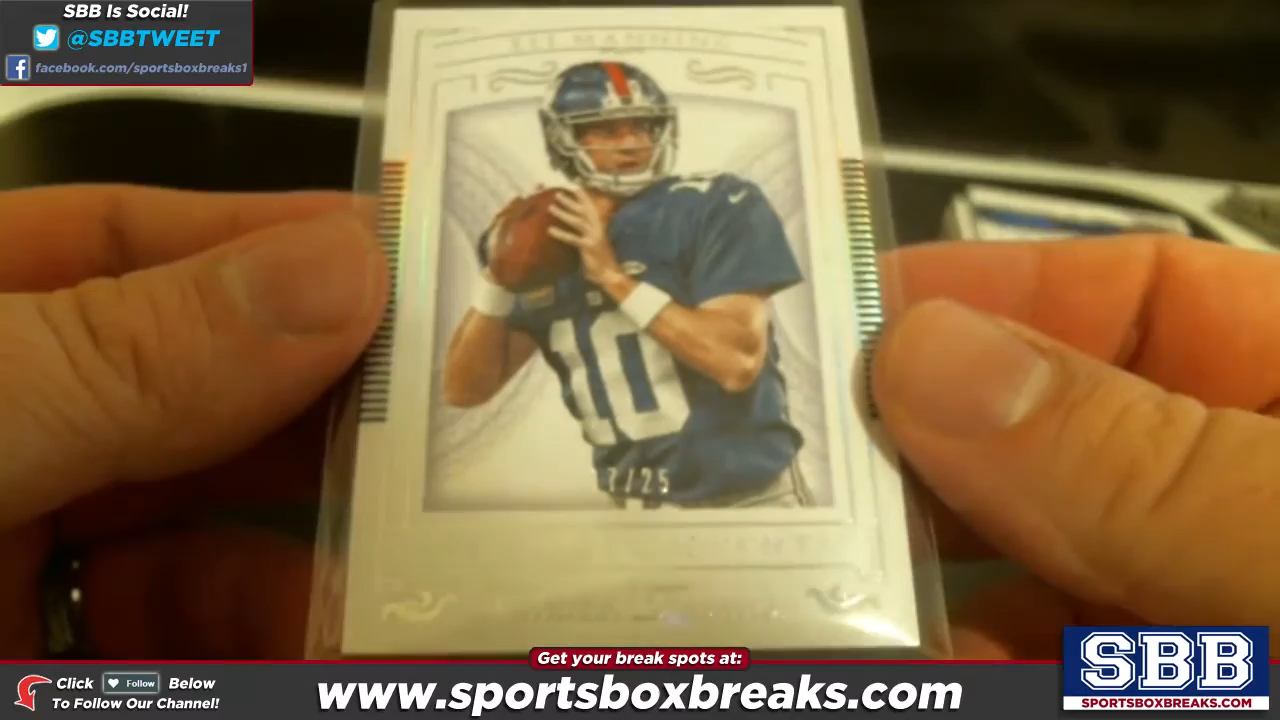 SBB Is Social!
@SBBTWEET
facebook.com/sportsboxbreaks1
ELI MANNING
10
/25
Get your break spots at:
Click Follow Below
To Follow Our Channel!
www.sportsboxbreaks.com
SBB
SPORTSBOXBREAKS.COM